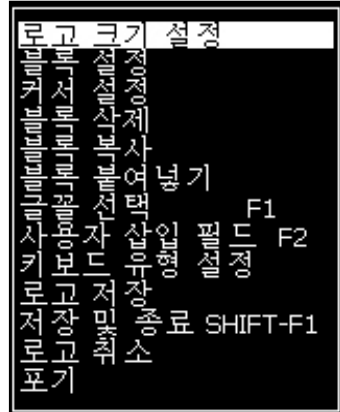 로고 크기 설정
블록 설정
커서 설정
블록 삭제
블록 복사
블록 붙여넣기
글꼴 선택 F1
사용자 삽입 필드 F2
키보드 유형 설정
로고 저장
저장 및 종료 SHIFT-F1
로고 취소
포기